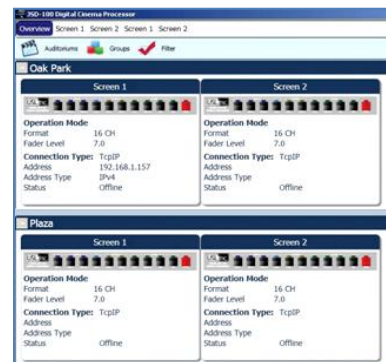 JSD-100 Digital Cinema Processor
Overview Screen 1 Screen 2 Screen 1 Screen 2
Auditoriums Groups Filter
Oak Park
Screen 1 Screen 2
USL USL
Operation Mode Operation Mode
Format 16 CH Format 16 CH
Fader Level 7.0 Fader Level 7.0
Connection Type: TcpIP Connection Type: TcpIP
Address 192.168.1.157 Address
Address Type IPv4 Address Type
Status Offline Status Offline
Plaza
Screen 1 Screen 2
USL USL
Operation Mode Operation Mode
Format 16 CH Format 16 CH
Fader Level 7.0 Fader Level 7.0
Connection Type: TcpIP Connection Type: TcpIP
Address Address
Address Type Address Type
Status Offline Status Offline